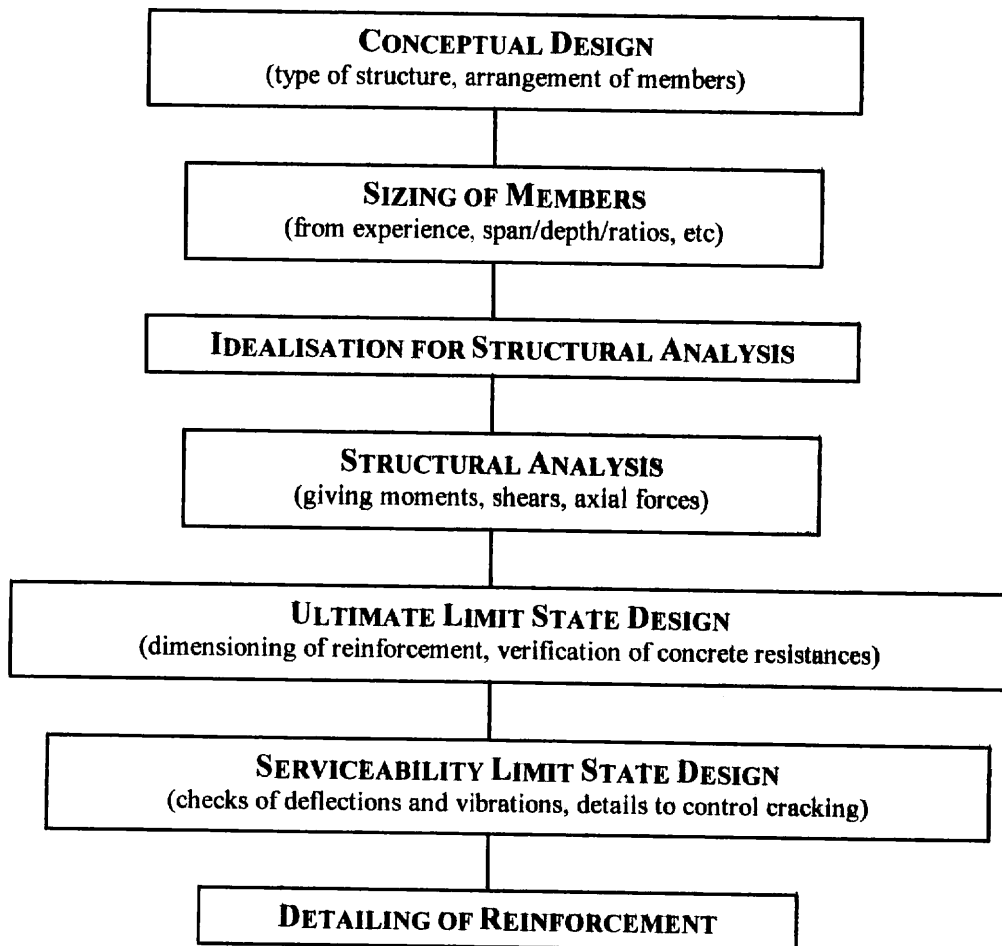 CONCEPTUAL DESIGN
(type of structure, arrangement of members)
SIZING OF MEMBERS
(from experience, span/depth/ratios, etc)
IDEALISATION FOR STRUCTURAL ANALYSIS
STRUCTURAL ANALYSIS
(giving moments, shears, axial forces)
ULTIMATE LIMIT STATE DESIGN
(dimensioning of reinforcement, verification of concrete resistances)
SERVICEABILITY LIMIT STATE DESIGN
(checks of deflections and vibrations, details to control cracking)
DETAILING OF REINFORCEMENT